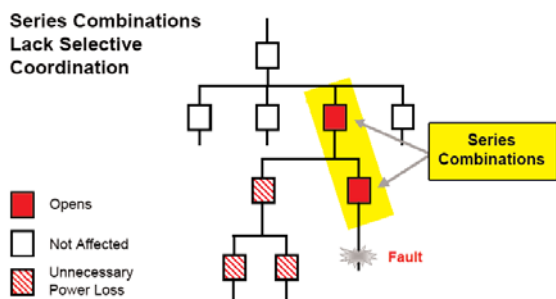 Series Combinations
Lack Selective
Coordination
Series
Combinations
Opens
Not Affected
Unnecessary
Power Loss
Fault